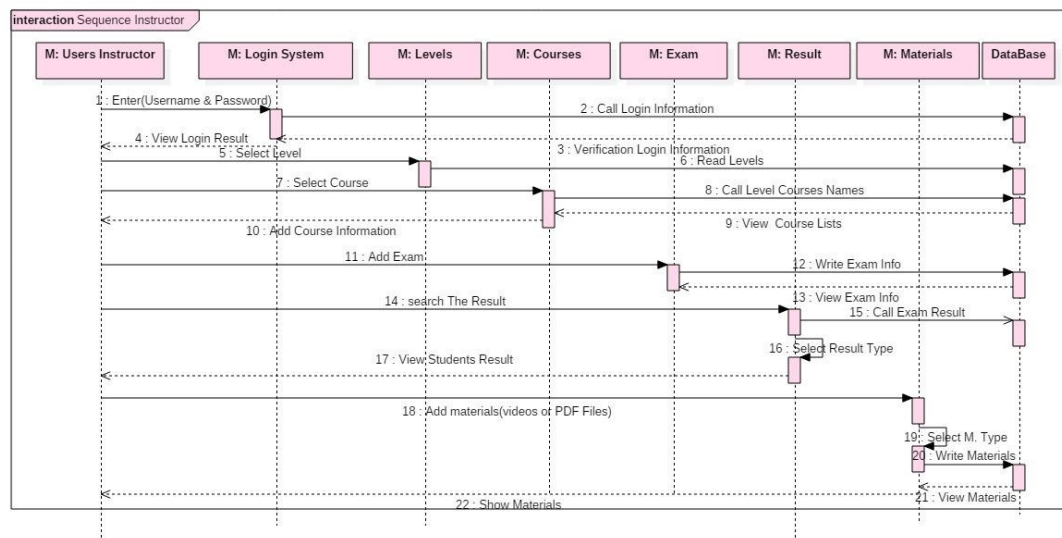 interaction Sequence Instructor
M: Users Instructor
M: Login System
M: Levels
M: Courses
M: Exam
M: Result
M: Materials
DataBase
1 : Enter(Username & Password)
2 : Call Login Information
3 : Verification Login Information
4 : View Login Result
5 : Select Level
6 : Read Levels
7 : Select Course
8 : Call Level Courses Names
9 : View Course Lists
10 : Add Course Information
11 : Add Exam
12 : Write Exam Info
13 : View Exam Info
14 : search The Result
15 : Call Exam Result
16 : Select Result Type
17 : View Students Result
18 : Add materials(videos or PDF Files)
19 : Select M. Type
20 : Write Materials
21 : View Materials
22 : Show Materials